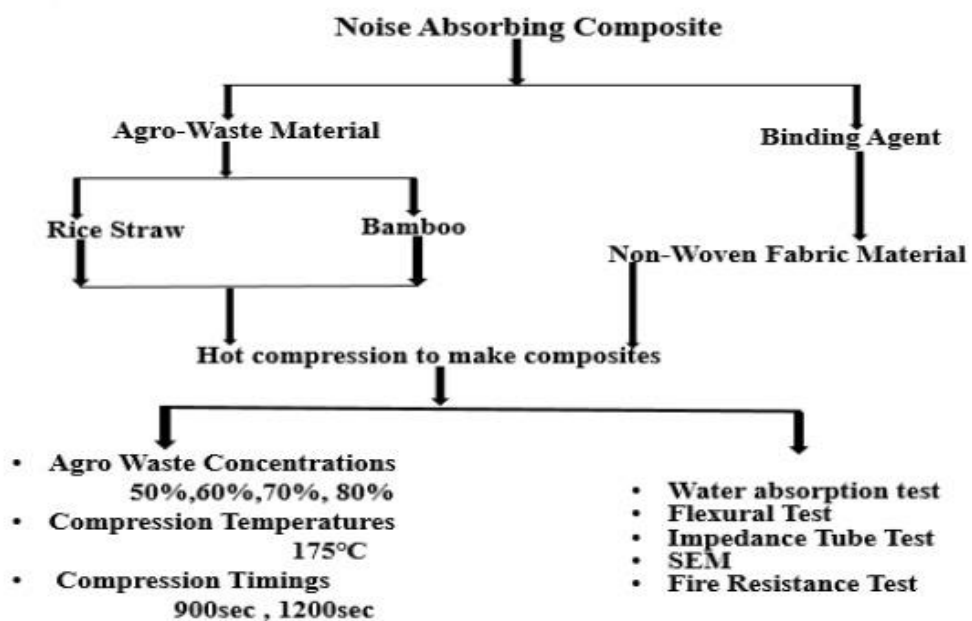 Noise Absorbing Composite
Agro-Waste Material
Binding Agent
Rice Straw
Bamboo
Non-Woven Fabric Material
Hot compression to make composites
• Agro Waste Concentrations
50%,60%,70%, 80%
• Compression Temperatures
175°C
• Compression Timings
900sec , 1200sec
• Water absorption test
• Flexural Test
• Impedance Tube Test
• SEM
• Fire Resistance Test